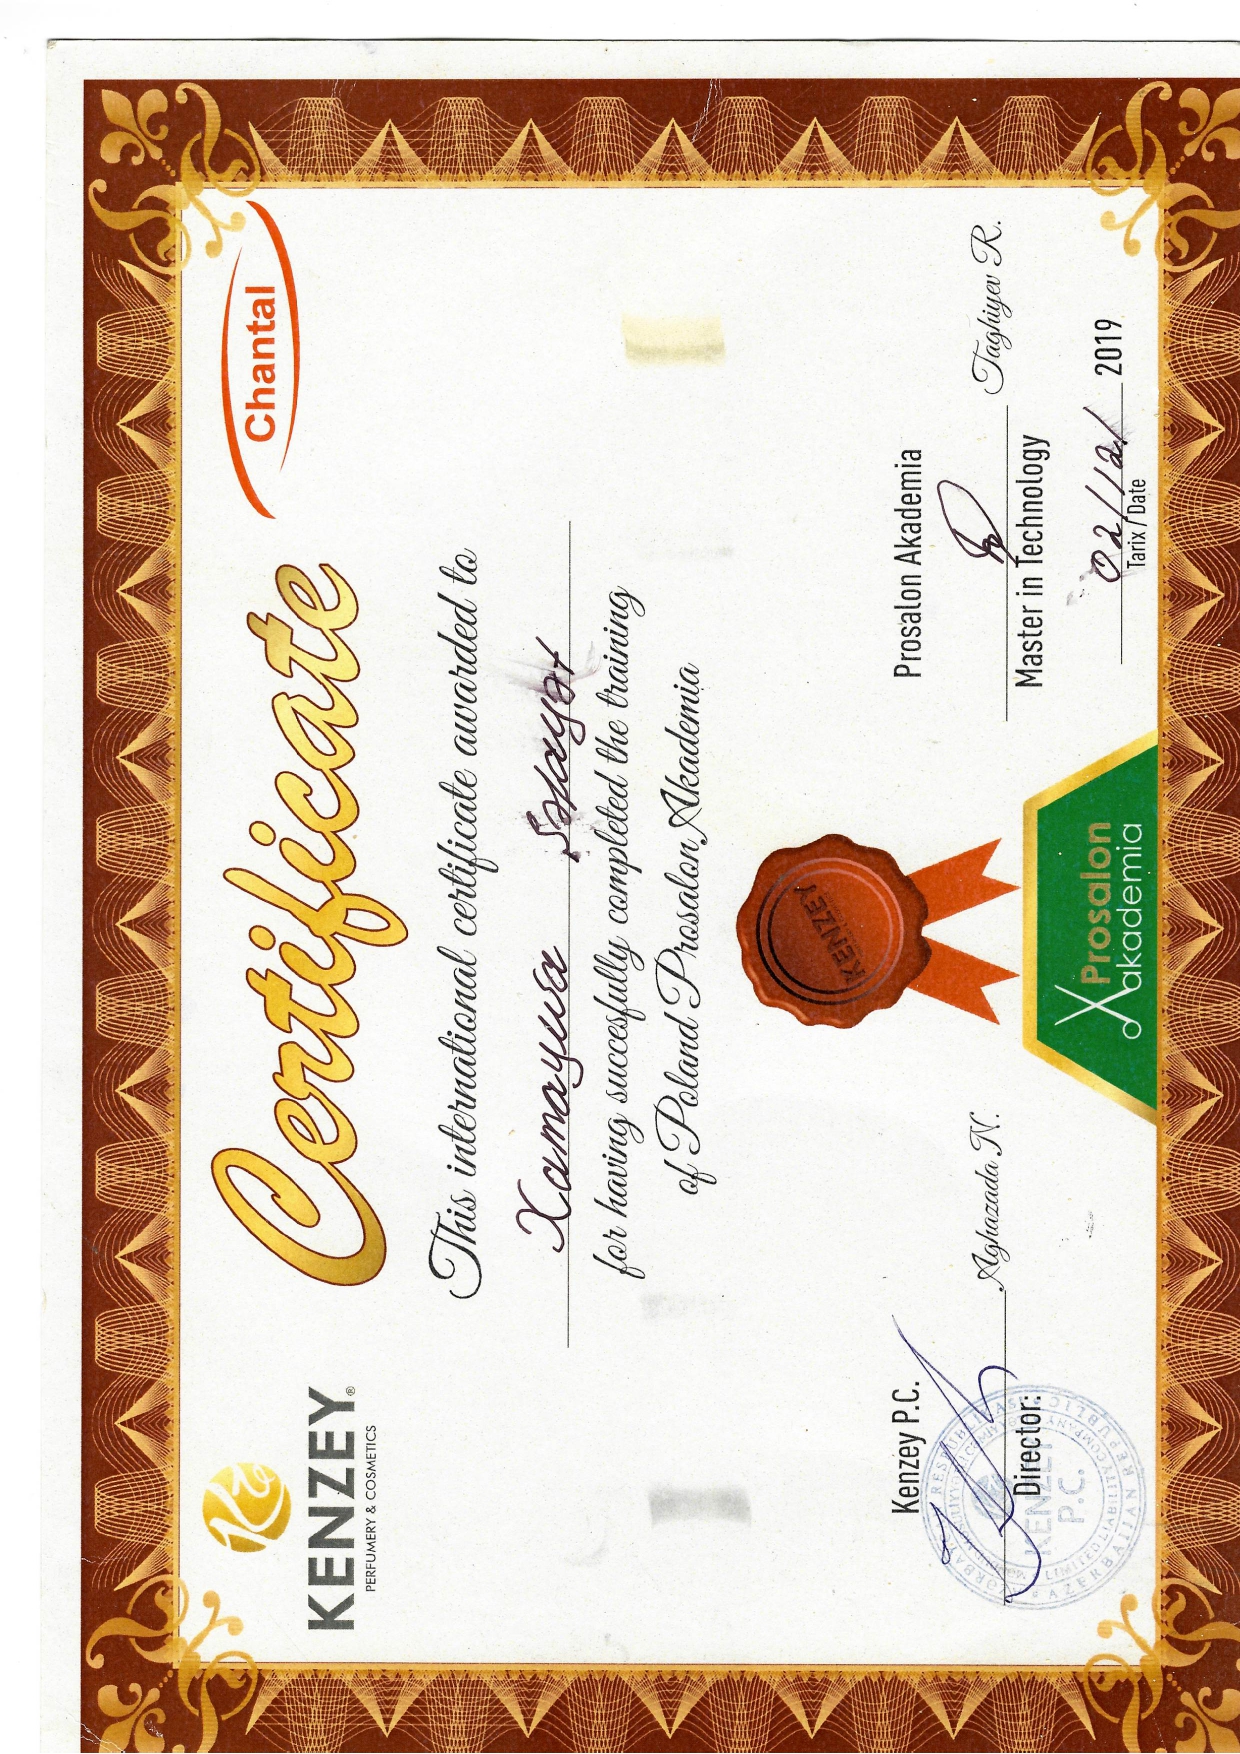 Kz
KENZEY®
PERFUMERY & COSMETICS
Certificate
Chantal
This international certificate awarded to
for having succesfully completed the training
of Poland Prosalon Akademia
KENZEY
Kenzey P.C.
Aghazada N.
Director:
KENZEY
P.C.
LIMITED LIABILITY COMPANY
AZERBAIJAN REPUBLIC
Prosalon Akademia
Taghiyev R.
Master in Technology
02/12/ 2019
Tarix / Date
Prosalon
akademia